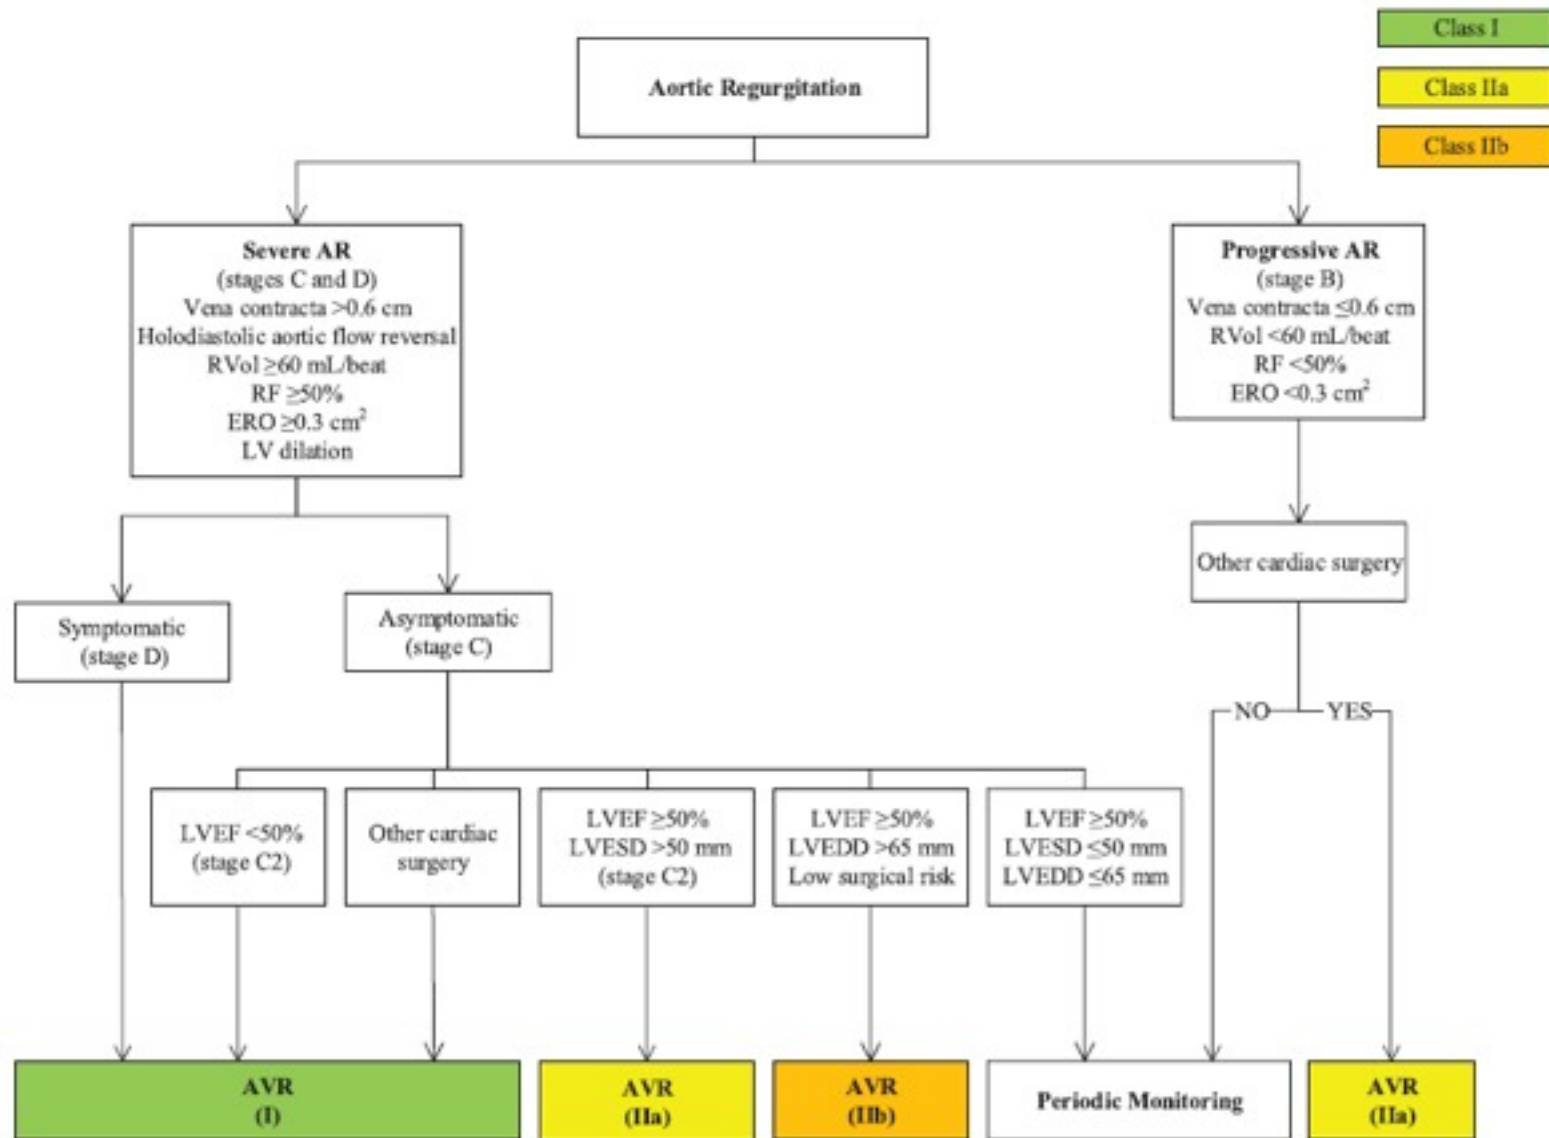 Class I
Class IIa
Class IIb
Aortic Regurgitation
Severe AR
(stages C and D)
Vena contracta >0.6 cm
Holodiastolic aortic flow reversal
RVol ≥60 mL/beat
RF ≥50%
ERO ≥0.3 cm²
LV dilation
Progressive AR
(stage B)
Vena contracta ≤0.6 cm
RVol <60 mL/beat
RF <50%
ERO <0.3 cm²
Other cardiac surgery
Symptomatic
(stage D)
Asymptomatic
(stage C)
NO
YES
LVEF <50%
(stage C2)
Other cardiac
surgery
LVEF ≥50%
LVESD >50 mm
(stage C2)
LVEF ≥50%
LVEDD >65 mm
Low surgical risk
LVEF ≥50%
LVESD ≤50 mm
LVEDD ≤65 mm
AVR
(I)
AVR
(IIa)
AVR
(IIb)
Periodic Monitoring
AVR
(IIa)